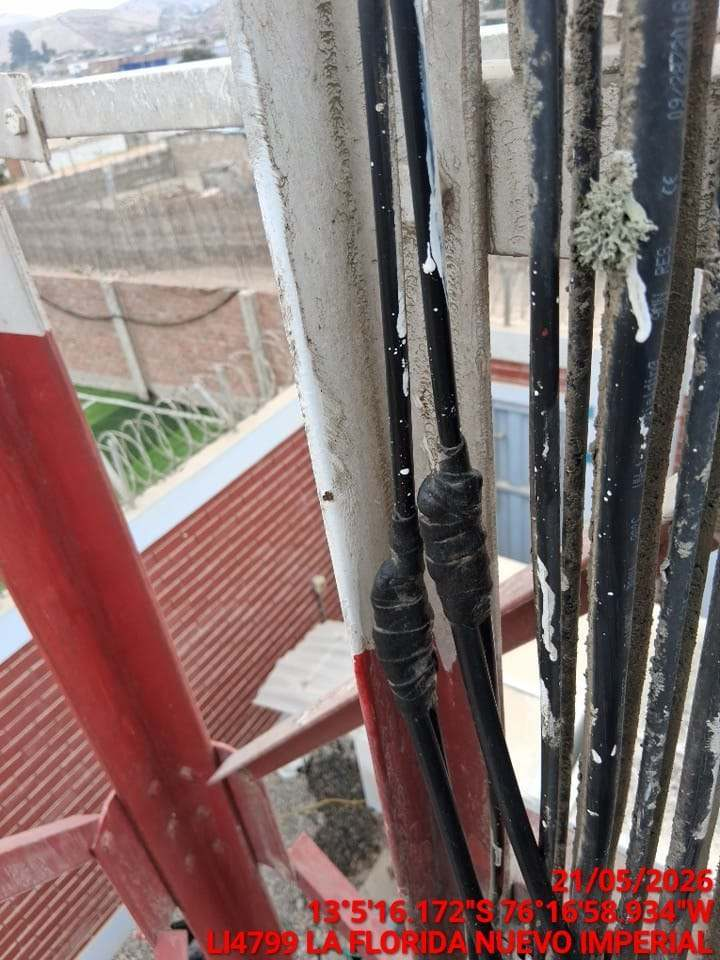 21/05/2026
13°5'16.172"S 76°16'58.934"W
LI4799 LA FLORIDA NUEVO IMPERIAL